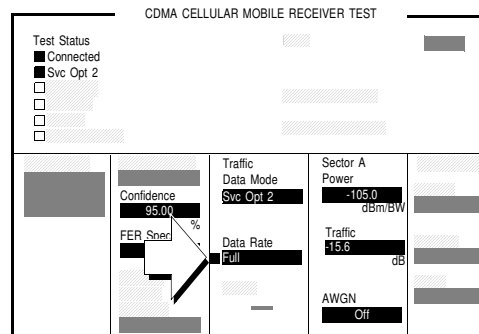 CDMA CELLULAR MOBILE RECEIVER TEST
Test Status
Connected
Svc Opt 2
Confidence
95.00
%
FER Spec
Traffic
Data Mode
Svc Opt 2
Data Rate
Full
Sector A
Power
-105.0
dBm/BW
Traffic
-15.6
dB
AWGN
Off